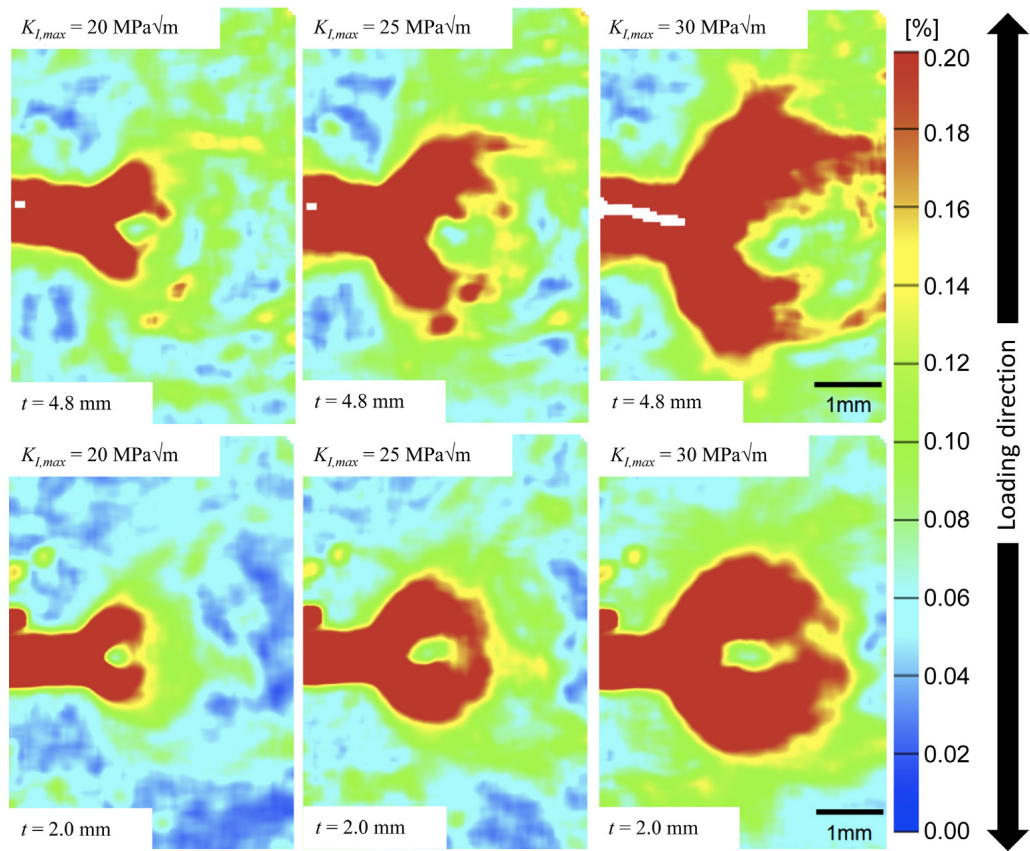 K_{I,max} = 20 MPa√m
K_{I,max} = 25 MPa√m
K_{I,max} = 30 MPa√m
[%]
0.20
0.18
0.16
0.14
0.12
0.10
0.08
0.06
0.04
0.02
0.00
Loading direction
t = 4.8 mm
t = 4.8 mm
t = 4.8 mm
1mm
K_{I,max} = 20 MPa√m
K_{I,max} = 25 MPa√m
K_{I,max} = 30 MPa√m
t = 2.0 mm
t = 2.0 mm
t = 2.0 mm
1mm